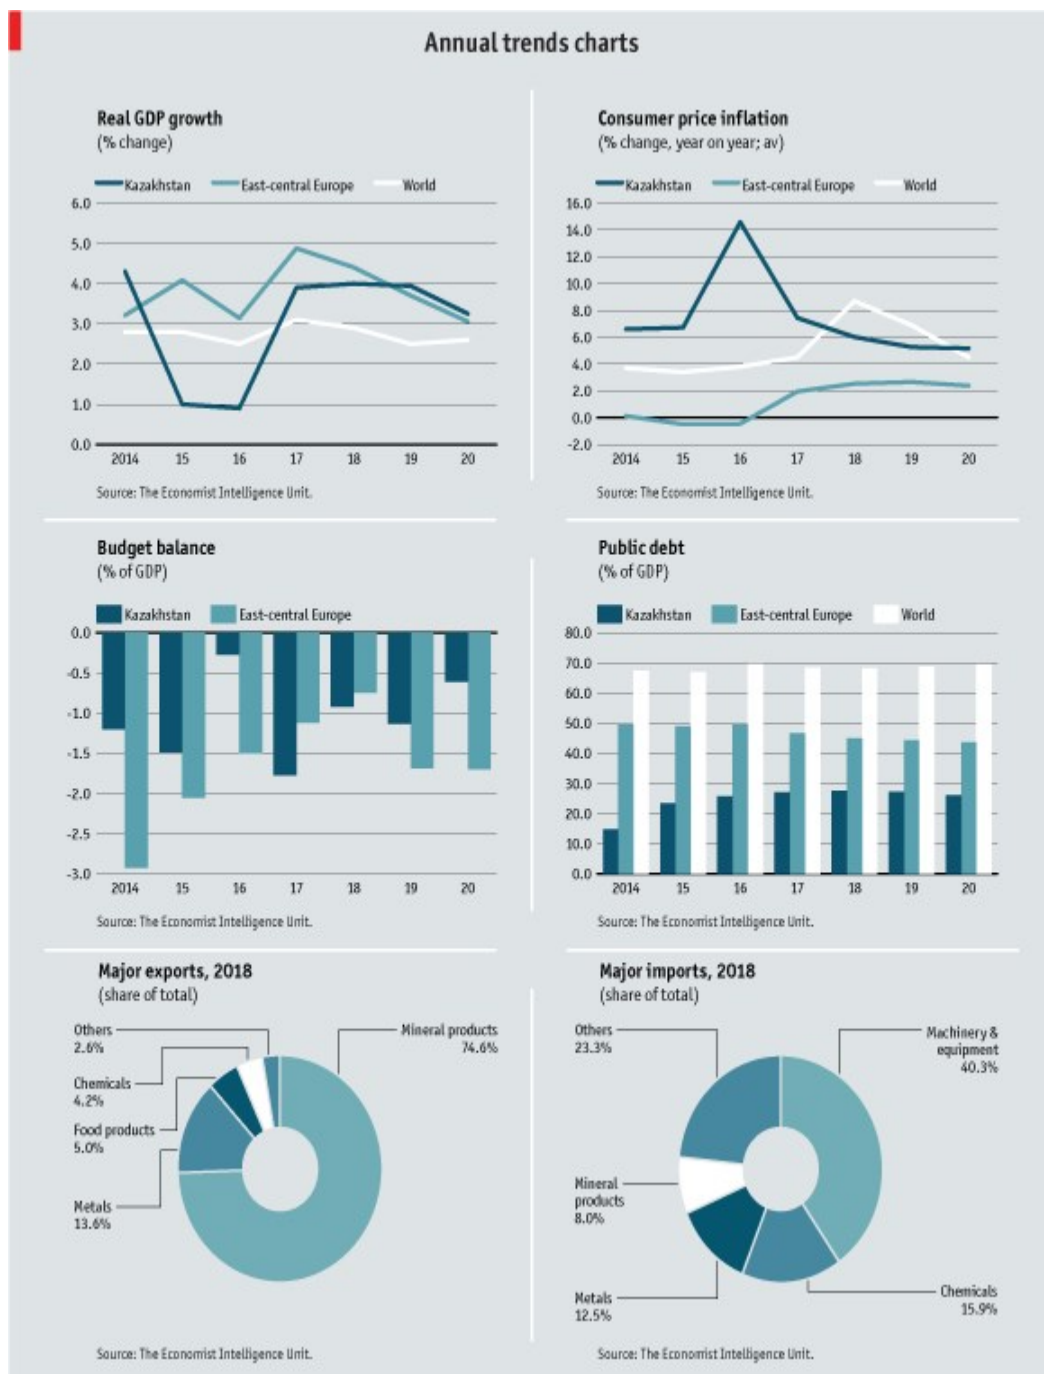 Annual trends charts
Real GDP growth
(% change)
Kazakhstan East-central Europe World
6.0
5.0
4.0
3.0
2.0
1.0
0.0
2014 15 16 17 18 19 20
Source: The Economist Intelligence Unit.
Consumer price inflation
(% change, year on year; av)
Kazakhstan East-central Europe World
16.0
14.0
12.0
10.0
8.0
6.0
4.0
2.0
0.0
-2.0
2014 15 16 17 18 19 20
Source: The Economist Intelligence Unit.
Budget balance
(% of GDP)
Kazakhstan East-central Europe
0.0
-0.5
-1.0
-1.5
-2.0
-2.5
-3.0
2014 15 16 17 18 19 20
Source: The Economist Intelligence Unit.
Public debt
(% of GDP)
Kazakhstan East-central Europe World
80.0
70.0
60.0
50.0
40.0
30.0
20.0
10.0
0.0
2014 15 16 17 18 19 20
Source: The Economist Intelligence Unit.
Major exports, 2018
(share of total)
Others
2.6%
Chemicals
4.2%
Food products
5.0%
Metals
13.6%
Mineral products
74.6%
Source: The Economist Intelligence Unit.
Major imports, 2018
(share of total)
Others
23.3%
Mineral
products
8.0%
Metals
12.5%
Machinery &
equipment
40.3%
Chemicals
15.9%
Source: The Economist Intelligence Unit.